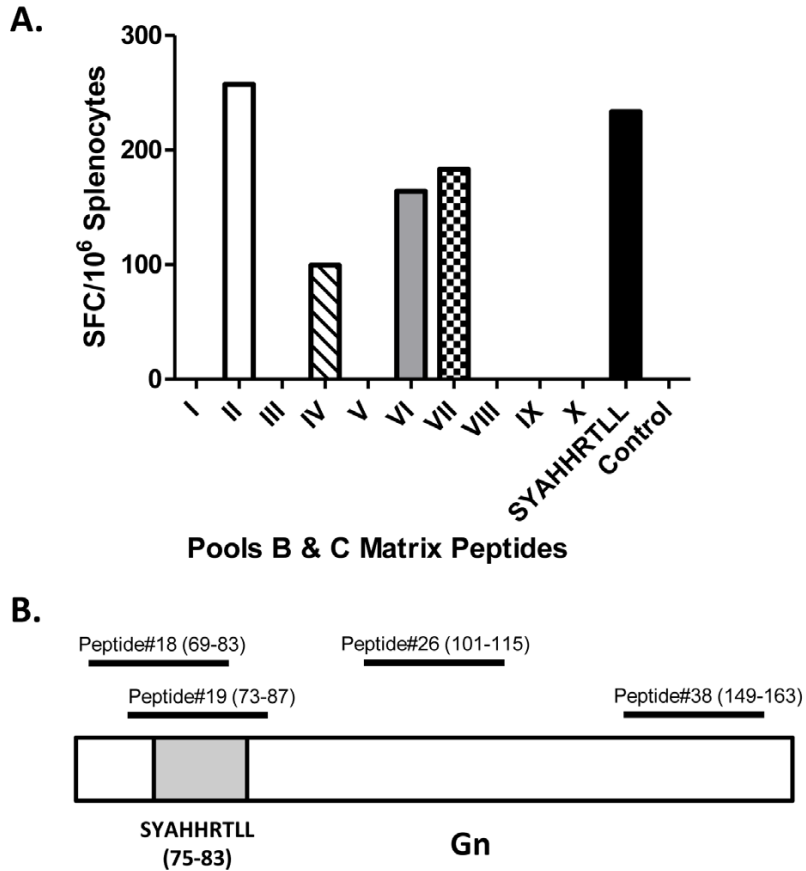 A.
SFC/10⁶ Splenocytes
300
200
100
0
I II III IV V VI VII VIII IX X SYAHHRTLL Control
Pools B & C Matrix Peptides
B.
Peptide#18 (69-83) Peptide#26 (101-115)
Peptide#19 (73-87) Peptide#38 (149-163)
SYAHHRTLL
(75-83)
Gn